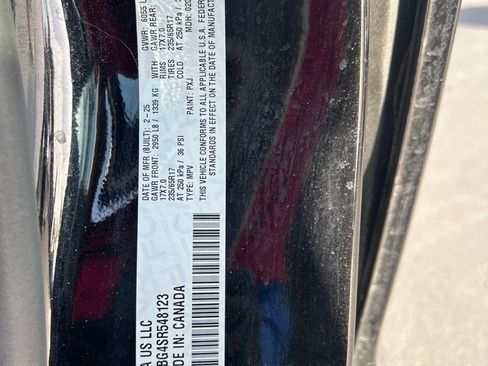 A US LLC
BG4SR548123
DE IN: CANADA
DATE OF MFR (BUILT): 2-25 GVWR: 6055 L
GAWR FRONT: 2950 LB / 1339 KG WITH GAWR REAR:
17X7.0 RIMS 17X7.0
235/65R17 TIRES 235/65R17
AT 250 kPa / 36 PSI COLD AT 250 kPa /
TYPE: MPV PAINT: PXJ MDH: 020
THIS VEHICLE CONFORMS TO ALL APPLICABLE U.S.A. FEDER
STANDARDS IN EFFECT ON THE DATE OF MANUFACT